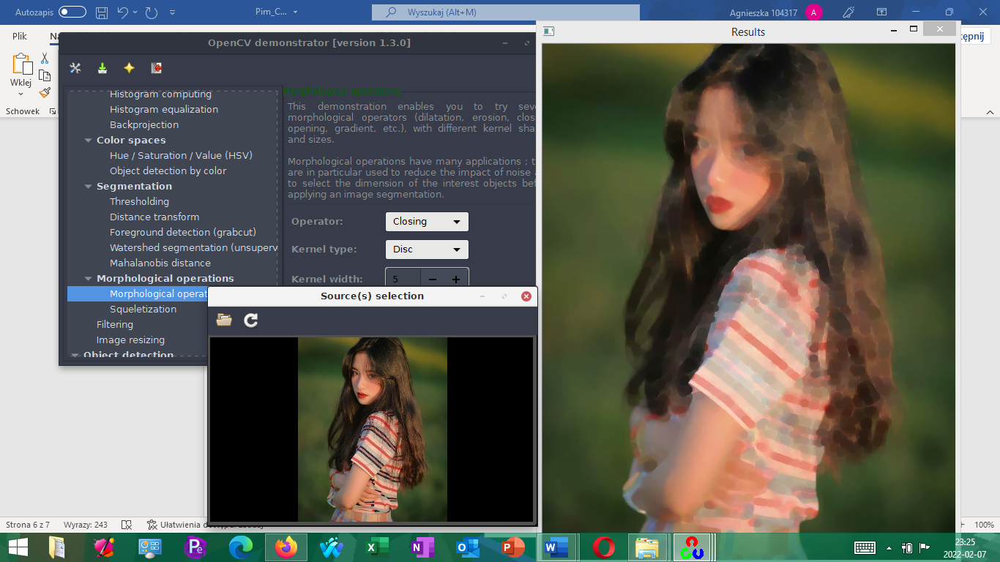 Autozapis
Pim_C...
Wyszukaj (Alt+M)
Agnieszka 104317
A
Plik
Wklej
Schowek
OpenCV demonstrator [version 1.3.0]
Histogram computing
Histogram equalization
Backprojection
Color spaces
Hue / Saturation / Value (HSV)
Object detection by color
Segmentation
Thresholding
Distance transform
Foreground detection (grabcut)
Watershed segmentation (unsuperv
Mahalanobis distance
Morphological operations
Morphological operat
Squeletization
Filtering
Image resizing
Object detection
Morphological operations
This demonstration enables you to try seve
morphological operators (dilatation, erosion, clos
opening, gradient, etc.), with different kernel sha
and sizes.
Morphological operations have many applications ; t
are in particular used to reduce the impact of noise
to select the dimension of the interest objects bef
applying an image segmentation.
Operator:
Closing
Kernel type:
Disc
Kernel width:
5
Source(s) selection
Results
Strona 6 z 7
Wyrazy: 243
Ułatwienia dostępu:
100%
23:25
2022-02-07